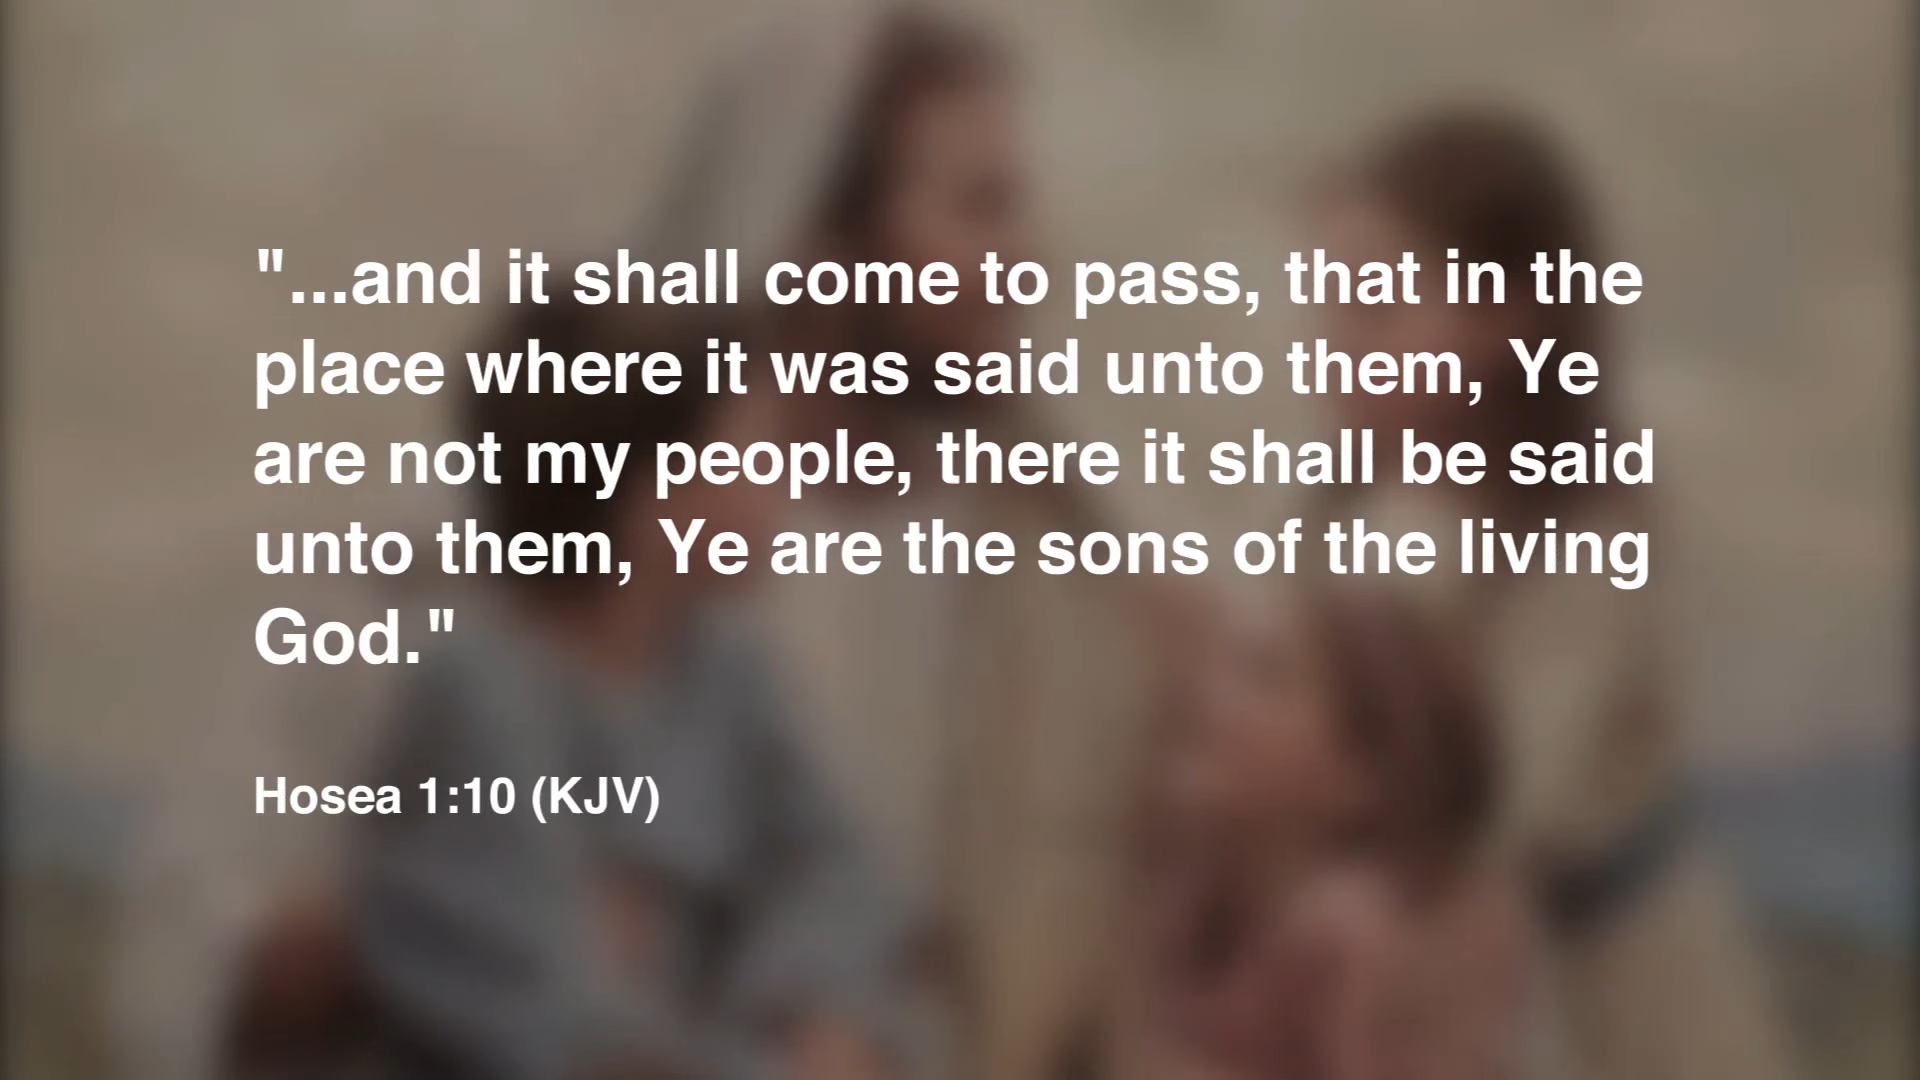 "...and it shall come to pass, that in the
place where it was said unto them, Ye
are not my people, there it shall be said
unto them, Ye are the sons of the living
God."
Hosea 1:10 (KJV)